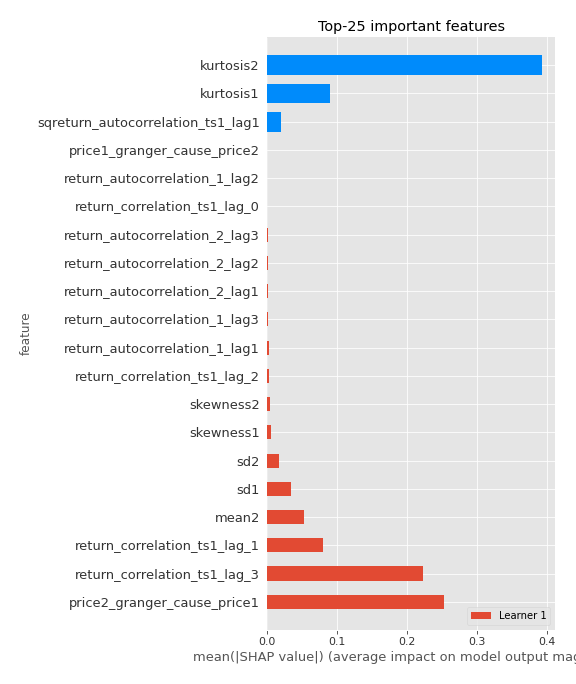 Top-25 important features
kurtosis2
kurtosis1
sqreturn_autocorrelation_ts1_lag1
price1_granger_cause_price2
return_autocorrelation_1_lag2
return_correlation_ts1_lag_0
return_autocorrelation_2_lag3
return_autocorrelation_2_lag2
return_autocorrelation_2_lag1
return_autocorrelation_1_lag3
return_autocorrelation_1_lag1
return_correlation_ts1_lag_2
skewness2
skewness1
sd2
sd1
mean2
return_correlation_ts1_lag_1
return_correlation_ts1_lag_3
price2_granger_cause_price1
feature
Learner 1
0.0 0.1 0.2 0.3 0.4
mean(|SHAP value|) (average impact on model output mag